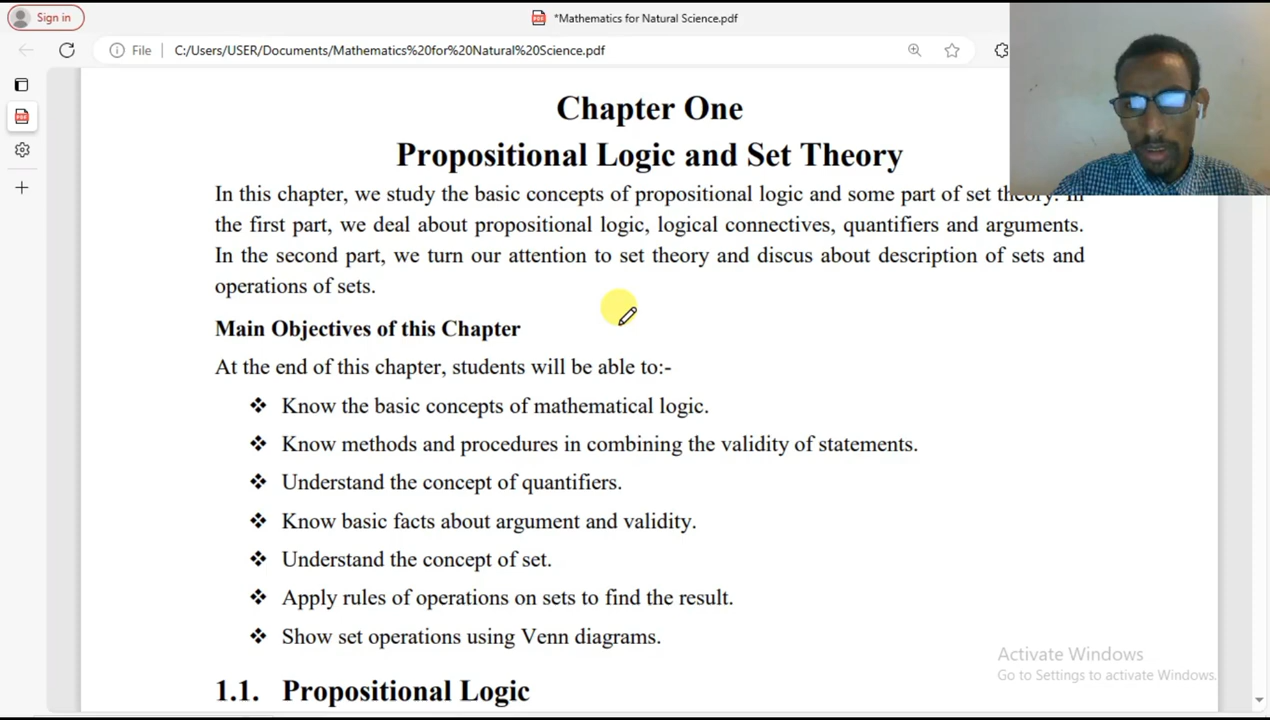 Sign in
*Mathematics for Natural Science.pdf
File
C:/Users/USER/Documents/Mathematics%20for%20Natural%20Science.pdf
Chapter One
Propositional Logic and Set Theory
In this chapter, we study the basic concepts of propositional logic and some part of set theory. In
the first part, we deal about propositional logic, logical connectives, quantifiers and arguments.
In the second part, we turn our attention to set theory and discus about description of sets and
operations of sets.
Main Objectives of this Chapter
At the end of this chapter, students will be able to:-
❖ Know the basic concepts of mathematical logic.
❖ Know methods and procedures in combining the validity of statements.
❖ Understand the concept of quantifiers.
❖ Know basic facts about argument and validity.
❖ Understand the concept of set.
❖ Apply rules of operations on sets to find the result.
❖ Show set operations using Venn diagrams.
1.1. Propositional Logic
Activate Windows
Go to Settings to activate Windows.